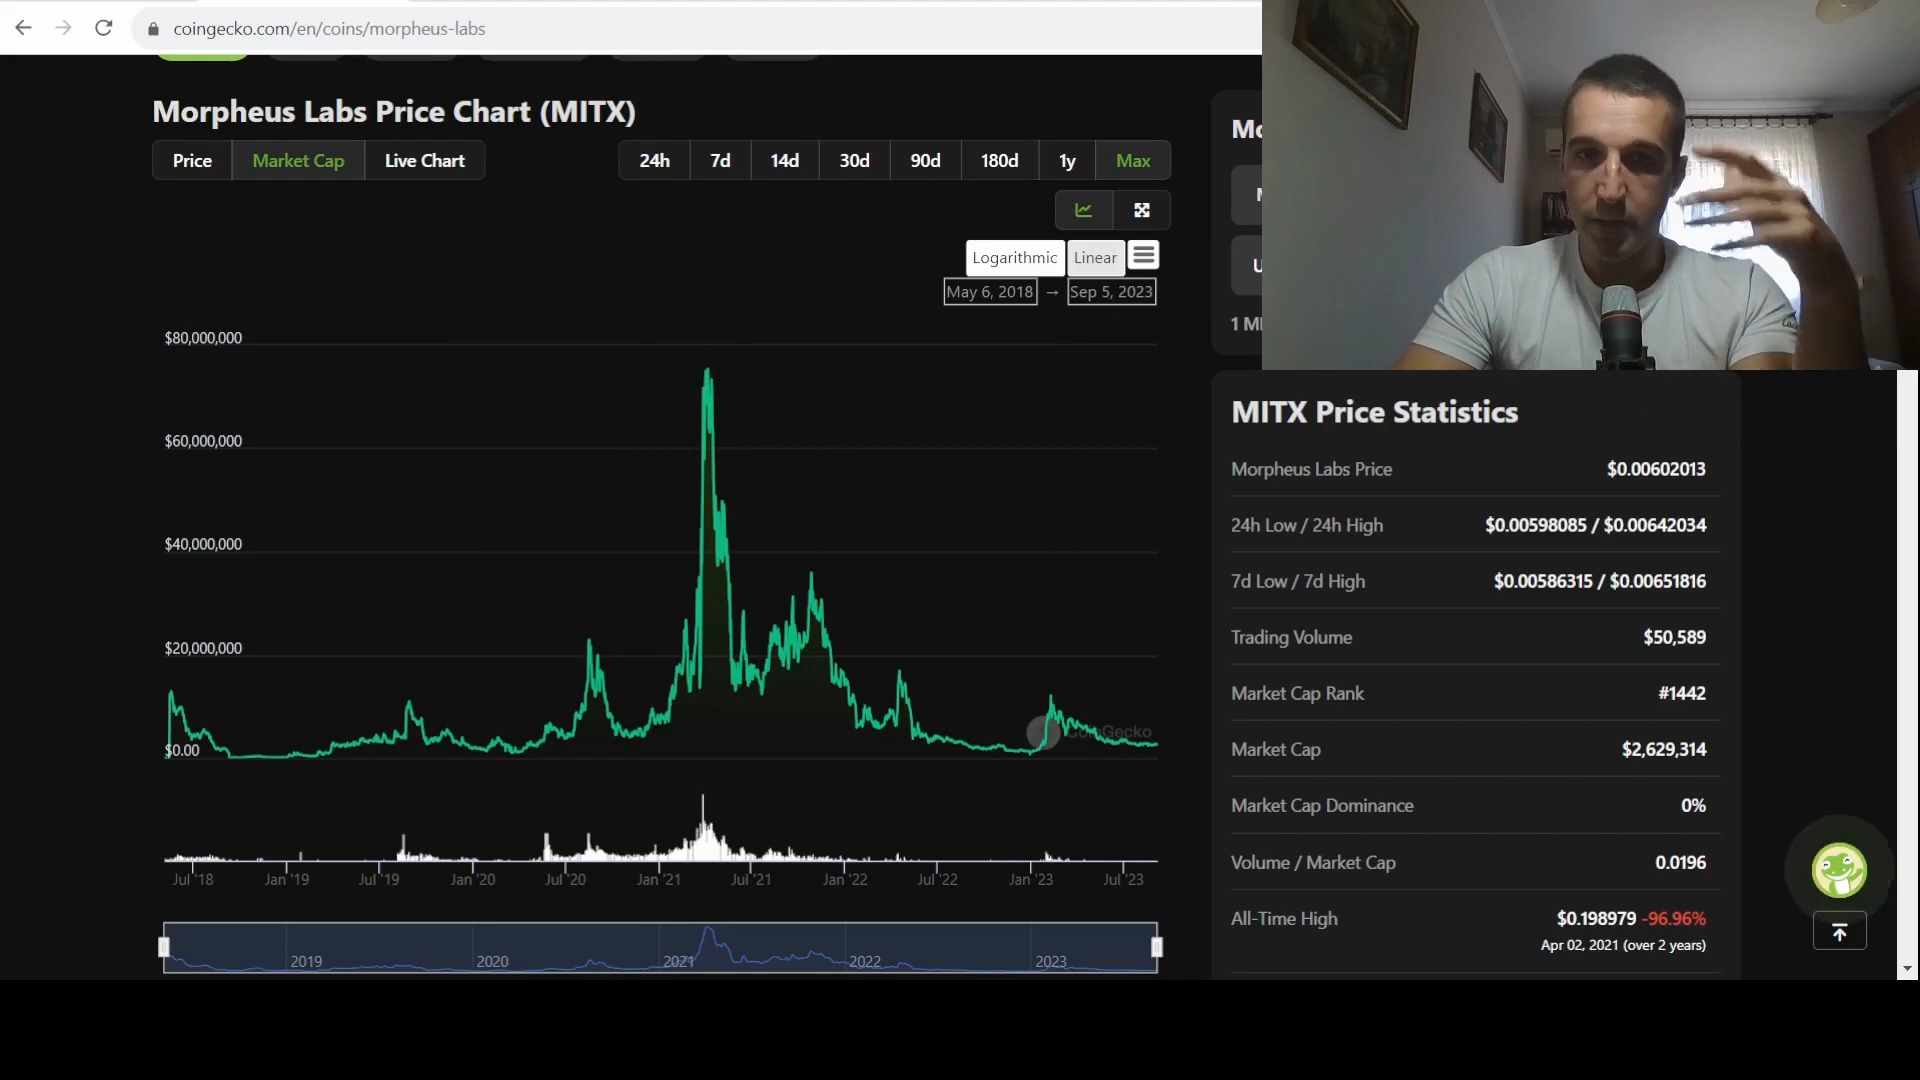 coingecko.com/en/coins/morpheus-labs
Morpheus Labs Price Chart (MITX)
Price Market Cap Live Chart
24h 7d 14d 30d 90d 180d 1y Max
Logarithmic Linear
May 6, 2018 → Sep 5, 2023
$80,000,000
$60,000,000
$40,000,000
$20,000,000
$0.00
CoinGecko
Jul '18 Jan '19 Jul '19 Jan '20 Jul '20 Jan '21 Jul '21 Jan '22 Jul '22 Jan '23 Jul '23
2019 2020 2021 2022 2023
MITX Price Statistics
Morpheus Labs Price $0.00602013
24h Low / 24h High $0.00598085 / $0.00642034
7d Low / 7d High $0.00586315 / $0.00651816
Trading Volume $50,589
Market Cap Rank #1442
Market Cap $2,629,314
Market Cap Dominance 0%
Volume / Market Cap 0.0196
All-Time High $0.198979 -96.96%
Apr 02, 2021 (over 2 years)